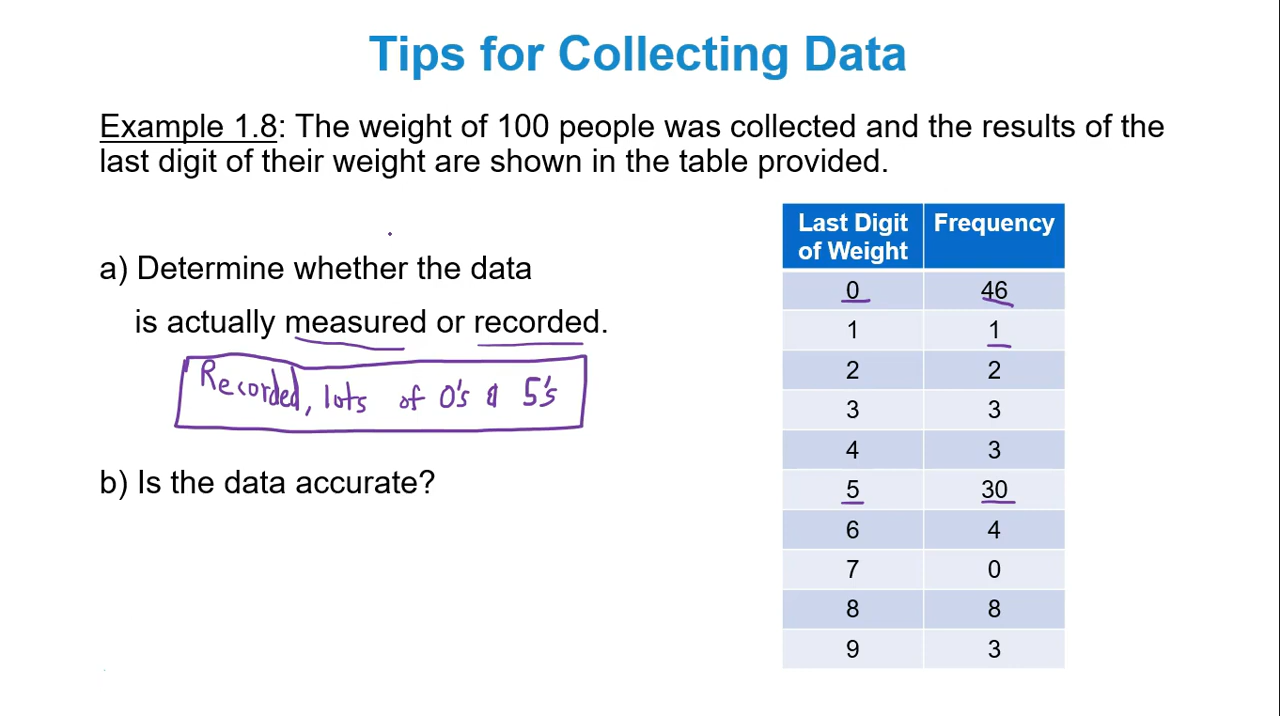 Tips for Collecting Data
Example 1.8: The weight of 100 people was collected and the results of the
last digit of their weight are shown in the table provided.
a) Determine whether the data
is actually measured or recorded.
Recorded, lots of 0's & 5's
b) Is the data accurate?
Last Digit of Weight Frequency
0 46
1 1
2 2
3 3
4 3
5 30
6 4
7 0
8 8
9 3